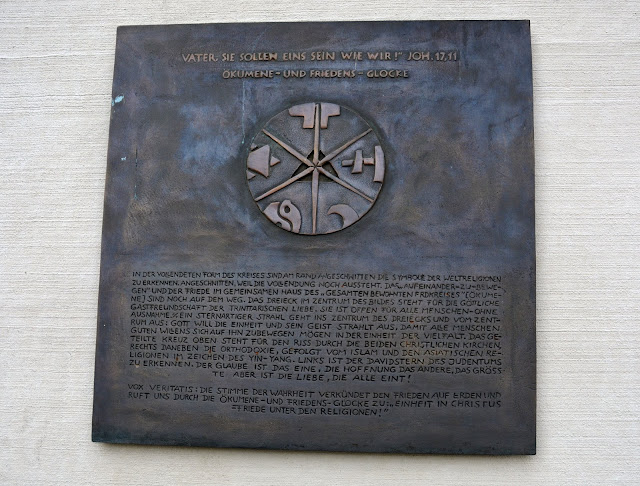 VATER, SIE SOLLEN EINS SEIN WIE WIR!" JOH. 17,11
ÖKUMENE - UND FRIEDENS - GLOCKE
IN DER VOLLENDETEN FORM DES KREISES SIND AM RAND ANGESCHNITTEN DIE SYMBOLE DER WELTRELIGIONEN
ZU ERKENNEN. ANGESCHNITTEN, WEIL DIE VOLLENDUNG NOCH AUSSTEHT. DAS „AUFEINANDER-ZU-BEWE-
GEN" UND DER FRIEDE IM GEMEINSAMEN HAUS DES „GESAMTEN BEWOHNTEN ERDKREISES" (ÖKUME-
NE) SIND NOCH AUF DEM WEG. DAS DREIECK IM ZENTRUM DES BILDES STEHT FÜR DIE GÖTTLICHE
GASTFREUNDSCHAFT DER TRINITARISCHEN LIEBE. SIE IST OFFEN FÜR ALLE MENSCHEN - OHNE
AUSNAHME. EIN STERNARTIGER STRAHL GEHT INS ZENTRUM DES DREIECKS UND VOM ZENT-
RUM AUS: GOTT WILL DIE EINHEIT UND SEIN GEIST STRAHLT AUS, DAMIT ALLE MENSCHEN
GUTEN WILLENS SICH AUF IHN ZUBEWEGEN MÖGEN IN DER EINHEIT DER VIELFALT. DAS GE-
TEILTE KREUZ OBEN STEHT FÜR DEN RISS DURCH DIE BEIDEN CHRISTLICHEN KIRCHEN,
RECHTS DANEBEN DIE ORTHODOXIE, GEFOLGT VOM ISLAM UND DEN ASIATISCHEN RE-
LIGIONEN IM ZEICHEN DES YIN-YANG. LINKS IST DER DAVIDSTERN DES JUDENTUMS
ZU ERKENNEN. DER GLAUBE IST DAS EINE, DIE HOFFNUNG DAS ANDERE, DAS GRÖSS-
TE ABER IST DIE LIEBE, DIE ALLE EINT!
VOX VERITATIS: DIE STIMME DER WAHRHEIT VERKÜNDET DEN FRIEDEN AUF ERDEN UND
RUFT UNS DURCH DIE ÖKUMENE-UND FRIEDENS-GLOCKE ZU: „EINHEIT IN CHRISTUS
=FRIEDE UNTER DEN RELIGIONEN!"